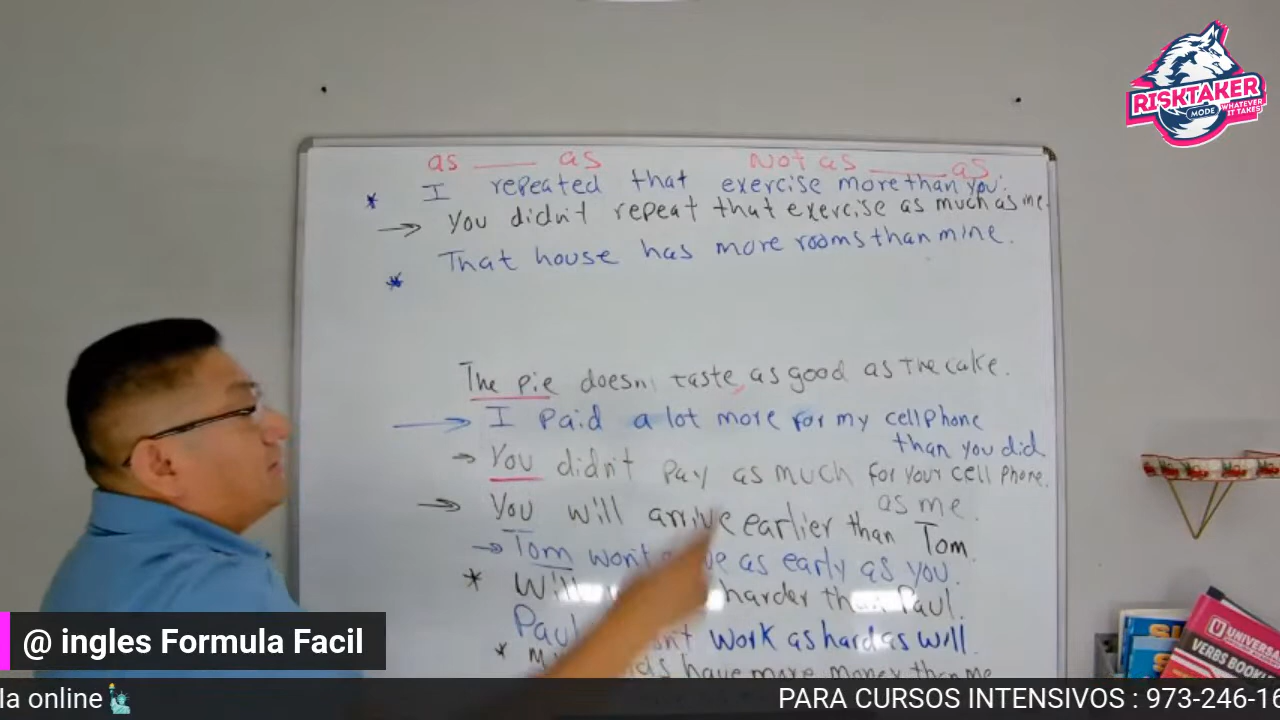 as ____ as
Not as ____ as
* I repeated that exercise more than you.
→ You didn't repeat that exercise as much as me.
That house has more rooms than mine.
*
The pie doesn, taste as good as the cake.
→ I paid a lot more for my cellphone
than you did.
→ You didn't pay as much for your cell phone.
as me.
→ You will arrive earlier than Tom.
→ Tom won't as early as you.
* Will harder than Paul.
Paul work as hard as will.
* have more money than me
RISKTAKER
MODE
WHATEVER
IT TAKES
@ ingles Formula Facil
la online🗽
PARA CURSOS INTENSIVOS : 973-246-16
UNIVERSA
VERBS BOOKLE